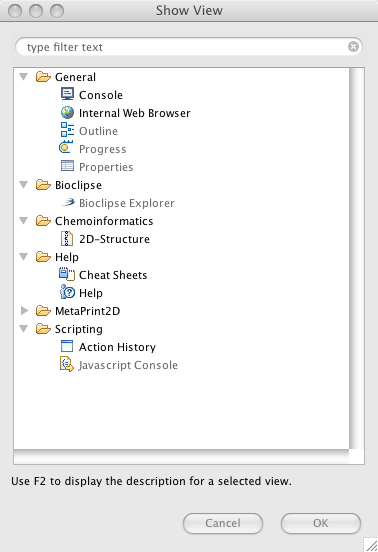 Show View
type filter text
General
Console
Internal Web Browser
Outline
Progress
Properties
Bioclipse
Bioclipse Explorer
Chemoinformatics
2D-Structure
Help
Cheat Sheets
Help
MetaPrint2D
Scripting
Action History
Javascript Console
Use F2 to display the description for a selected view.
Cancel OK